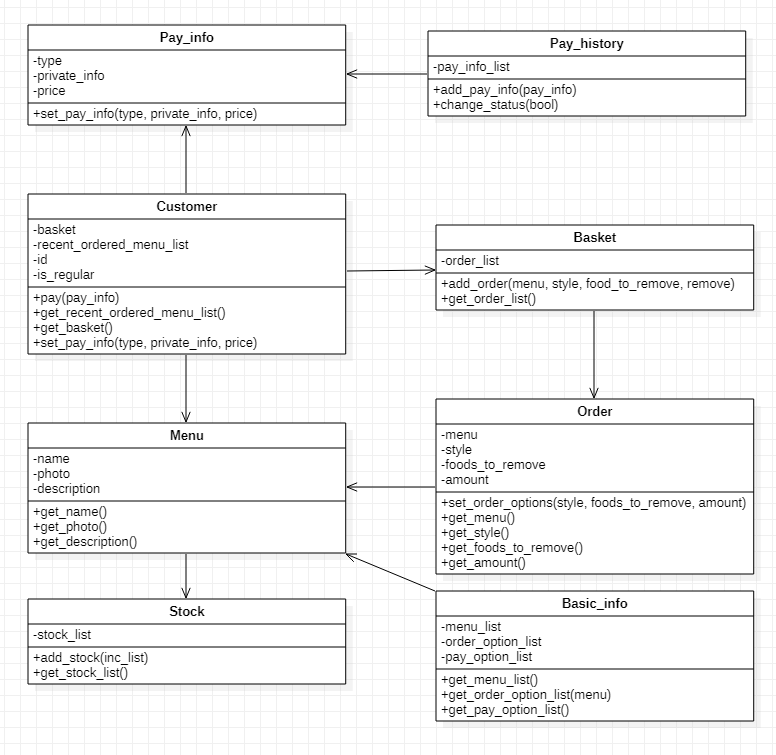 Pay_info
-type
-private_info
-price
+set_pay_info(type, private_info, price)
Pay_history
-pay_info_list
+add_pay_info(pay_info)
+change_status(bool)
Customer
-basket
-recent_ordered_menu_list
-id
-is_regular
+pay(pay_info)
+get_recent_ordered_menu_list()
+get_basket()
+set_pay_info(type, private_info, price)
Basket
-order_list
+add_order(menu, style, food_to_remove, remove)
+get_order_list()
Menu
-name
-photo
-description
+get_name()
+get_photo()
+get_description()
Order
-menu
-style
-foods_to_remove
-amount
+set_order_options(style, foods_to_remove, amount)
+get_menu()
+get_style()
+get_foods_to_remove()
+get_amount()
Stock
-stock_list
+add_stock(inc_list)
+get_stock_list()
Basic_info
-menu_list
-order_option_list
-pay_option_list
+get_menu_list()
+get_order_option_list(menu)
+get_pay_option_list()